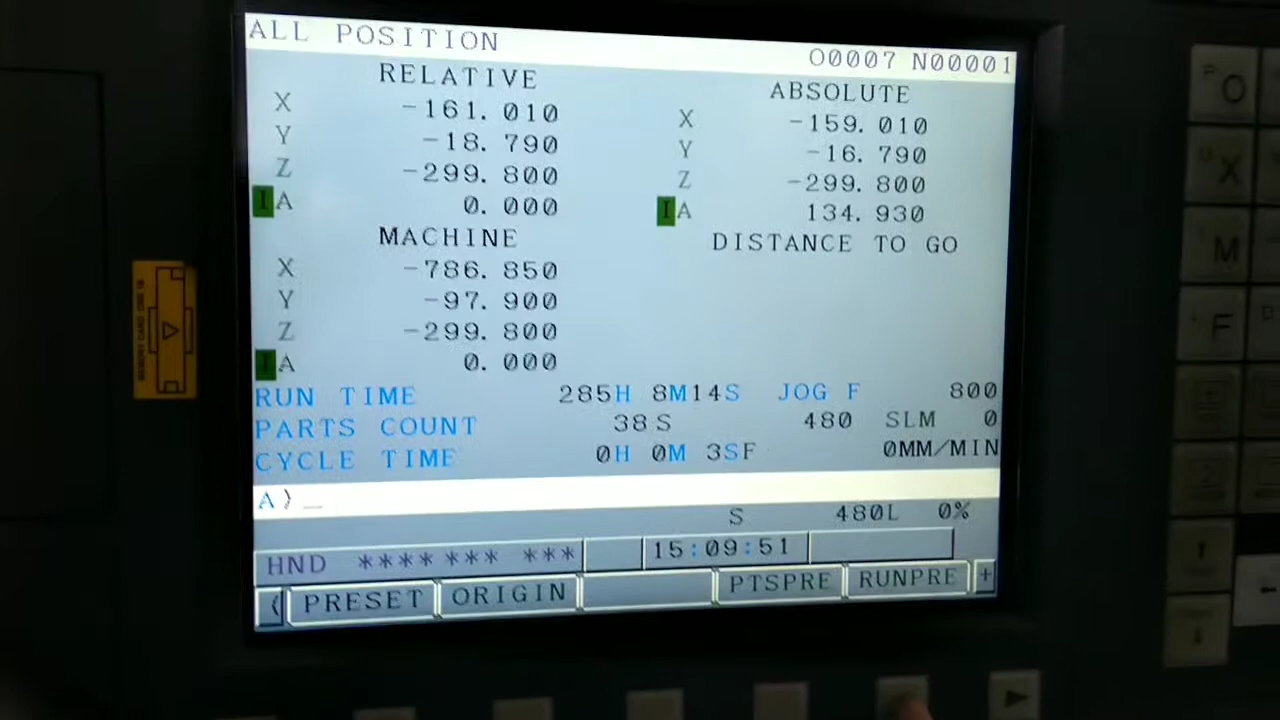 ALL POSITION
O0007 N00001
RELATIVE
X -161. 010
Y -18. 790
Z -299. 800
I A 0. 000
ABSOLUTE
X -159. 010
Y -16. 790
Z -299. 800
I A 134. 930
MACHINE
X -786. 850
Y -97. 900
Z -299. 800
I A 0. 000
DISTANCE TO GO
RUN TIME 285H 8M14S JOG F 800
PARTS COUNT 38 S 480 SLM 0
CYCLE TIME 0H 0M 3SF 0MM/MIN
A)_
S 480L 0%
HND **** *** *** 15:09:51
( PRESET ORIGIN PTSPRE RUNPRE +
O
X
M
F